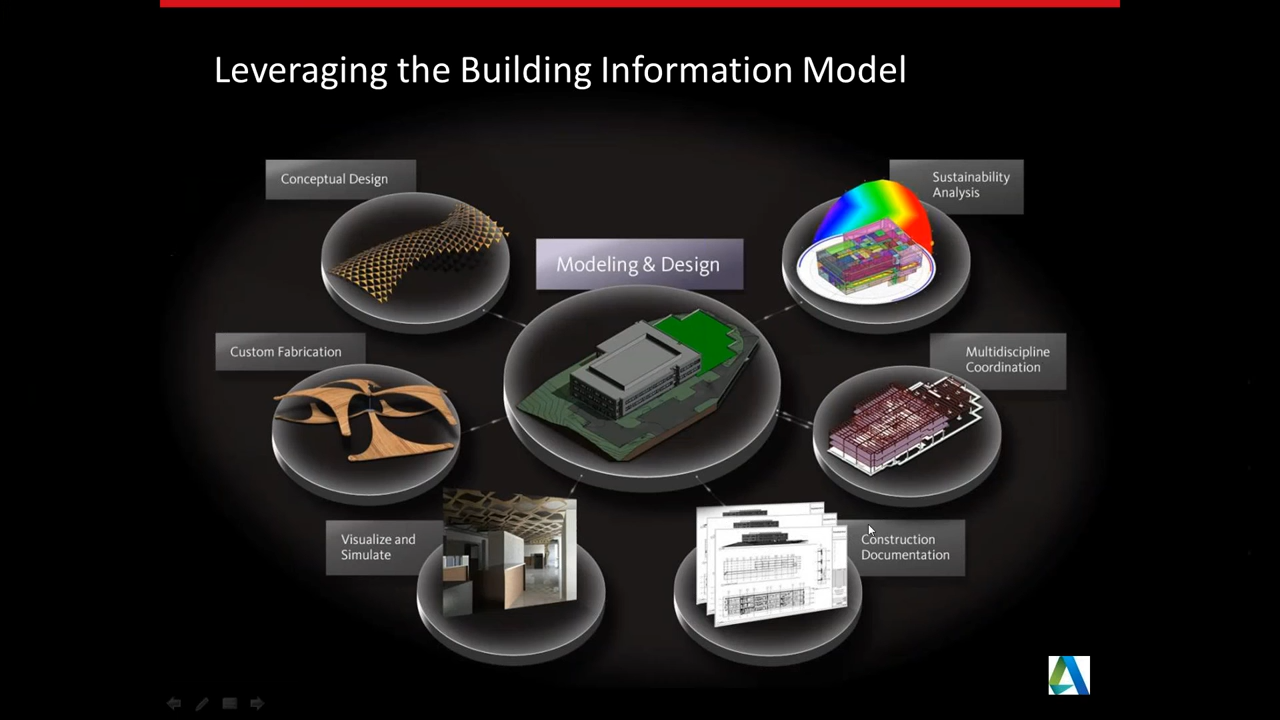 Leveraging the Building Information Model
Conceptual Design
Sustainability
Analysis
Modeling & Design
Custom Fabrication
Multidiscipline
Coordination
Visualize and
Simulate
Construction
Documentation